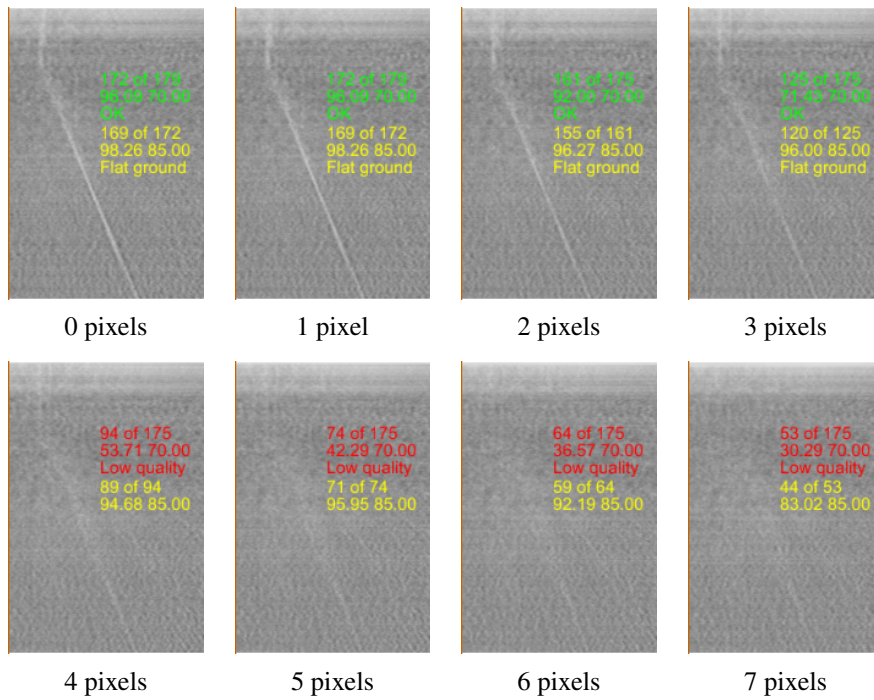 172 of 179
96.09 70.00
OK
169 of 172
98.26 85.00
Flat ground
0 pixels
172 of 179
96.09 70.00
OK
169 of 172
98.26 85.00
Flat ground
1 pixel
161 of 175
92.00 70.00
OK
155 of 161
96.27 85.00
Flat ground
2 pixels
125 of 175
71.43 70.00
OK
120 of 125
96.00 85.00
Flat ground
3 pixels
94 of 175
53.71 70.00
Low quality
89 of 94
94.68 85.00
4 pixels
74 of 175
42.29 70.00
Low quality
71 of 74
95.95 85.00
5 pixels
64 of 175
36.57 70.00
Low quality
59 of 64
92.19 85.00
6 pixels
53 of 175
30.29 70.00
Low quality
44 of 53
83.02 85.00
7 pixels